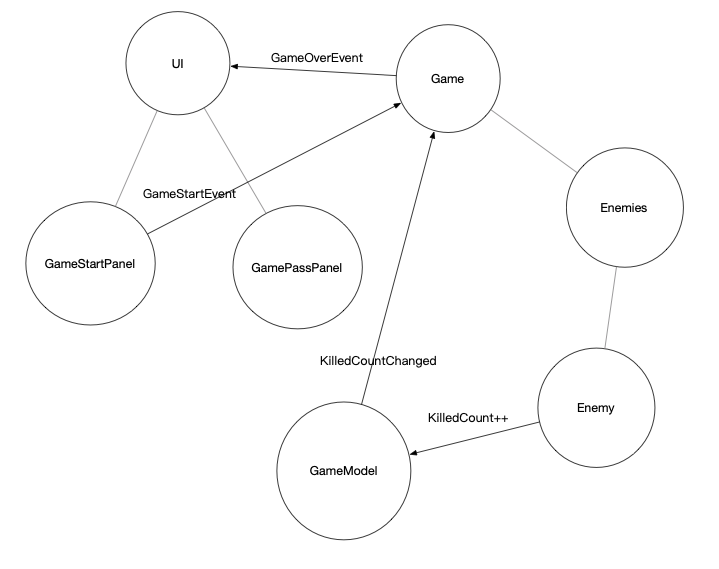 UI
GameOverEvent
Game
GameStartEvent
Enemies
GameStartPanel
GamePassPanel
KilledCountChanged
KilledCount++
Enemy
GameModel